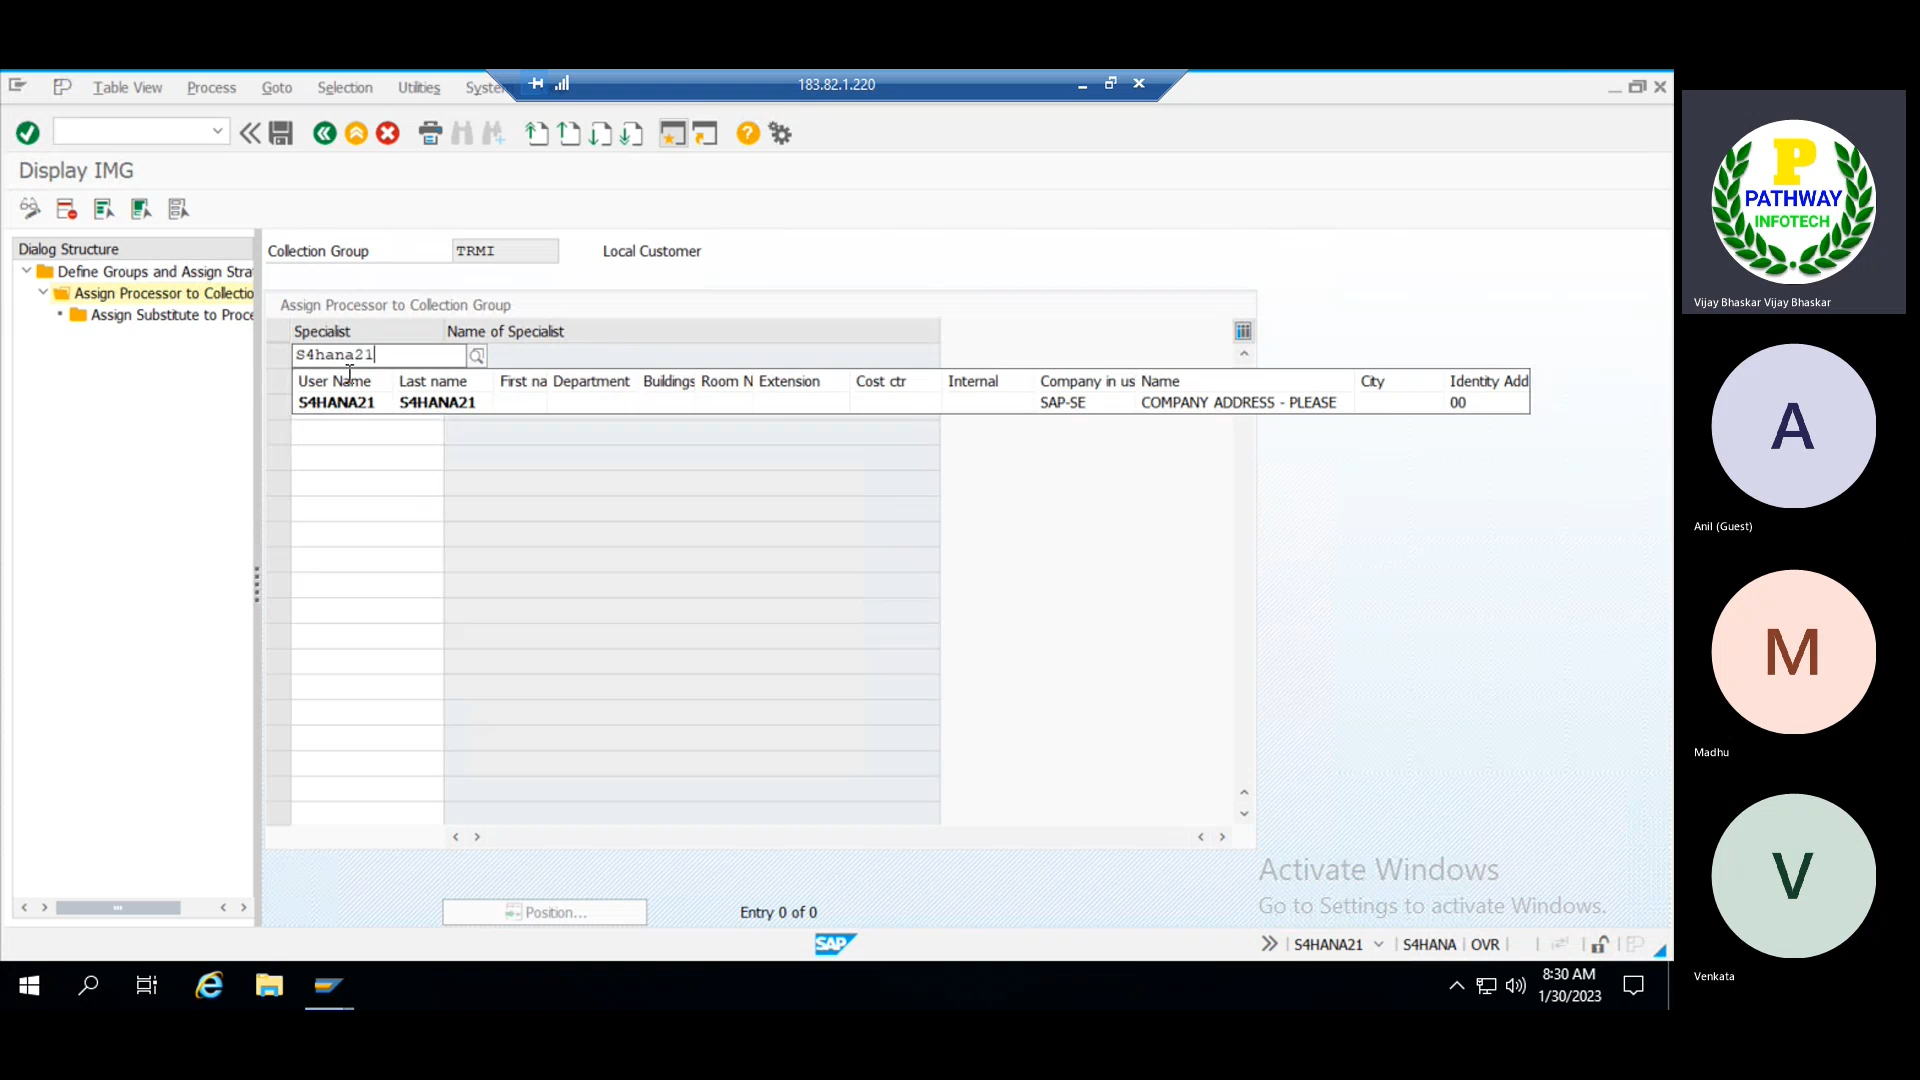 183.82.1.220
Table View Process Goto Selection Utilities Syste
Display IMG
Dialog Structure
Define Groups and Assign Stra
Assign Processor to Collectio
Assign Substitute to Proce
Collection Group TRMI Local Customer
Assign Processor to Collection Group
Specialist Name of Specialist
S4hana21
User Name Last name First na Department Buildings Room N Extension Cost ctr Internal Company in us Name City Identity Add
S4HANA21 S4HANA21 SAP-SE COMPANY ADDRESS - PLEASE 00
Position... Entry 0 of 0
Activate Windows
Go to Settings to activate Windows.
SAP S4HANA21 S4HANA OVR
8:30 AM
1/30/2023
P
PATHWAY
INFOTECH
Vijay Bhaskar Vijay Bhaskar
A
Anil (Guest)
M
Madhu
V
Venkata